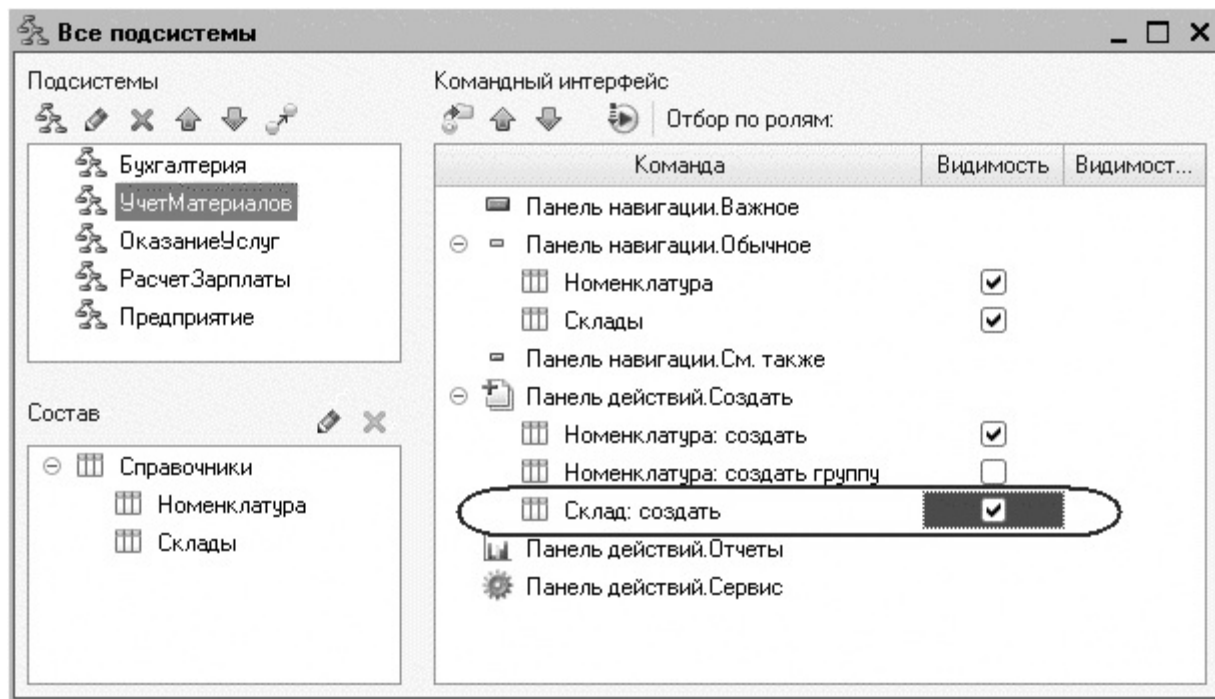 Все подсистемы
Подсистемы
Бухгалтерия
УчетМатериалов
ОказаниеУслуг
РасчетЗарплаты
Предприятие
Состав
Справочники
Номенклатура
Склады
Командный интерфейс
Отбор по ролям:
Команда Видимость Видимост...
Панель навигации.Важное
Панель навигации.Обычное
Номенклатура
Склады
Панель навигации.См. также
Панель действий.Создать
Номенклатура: создать
Номенклатура: создать группу
Склад: создать
Панель действий.Отчеты
Панель действий.Сервис